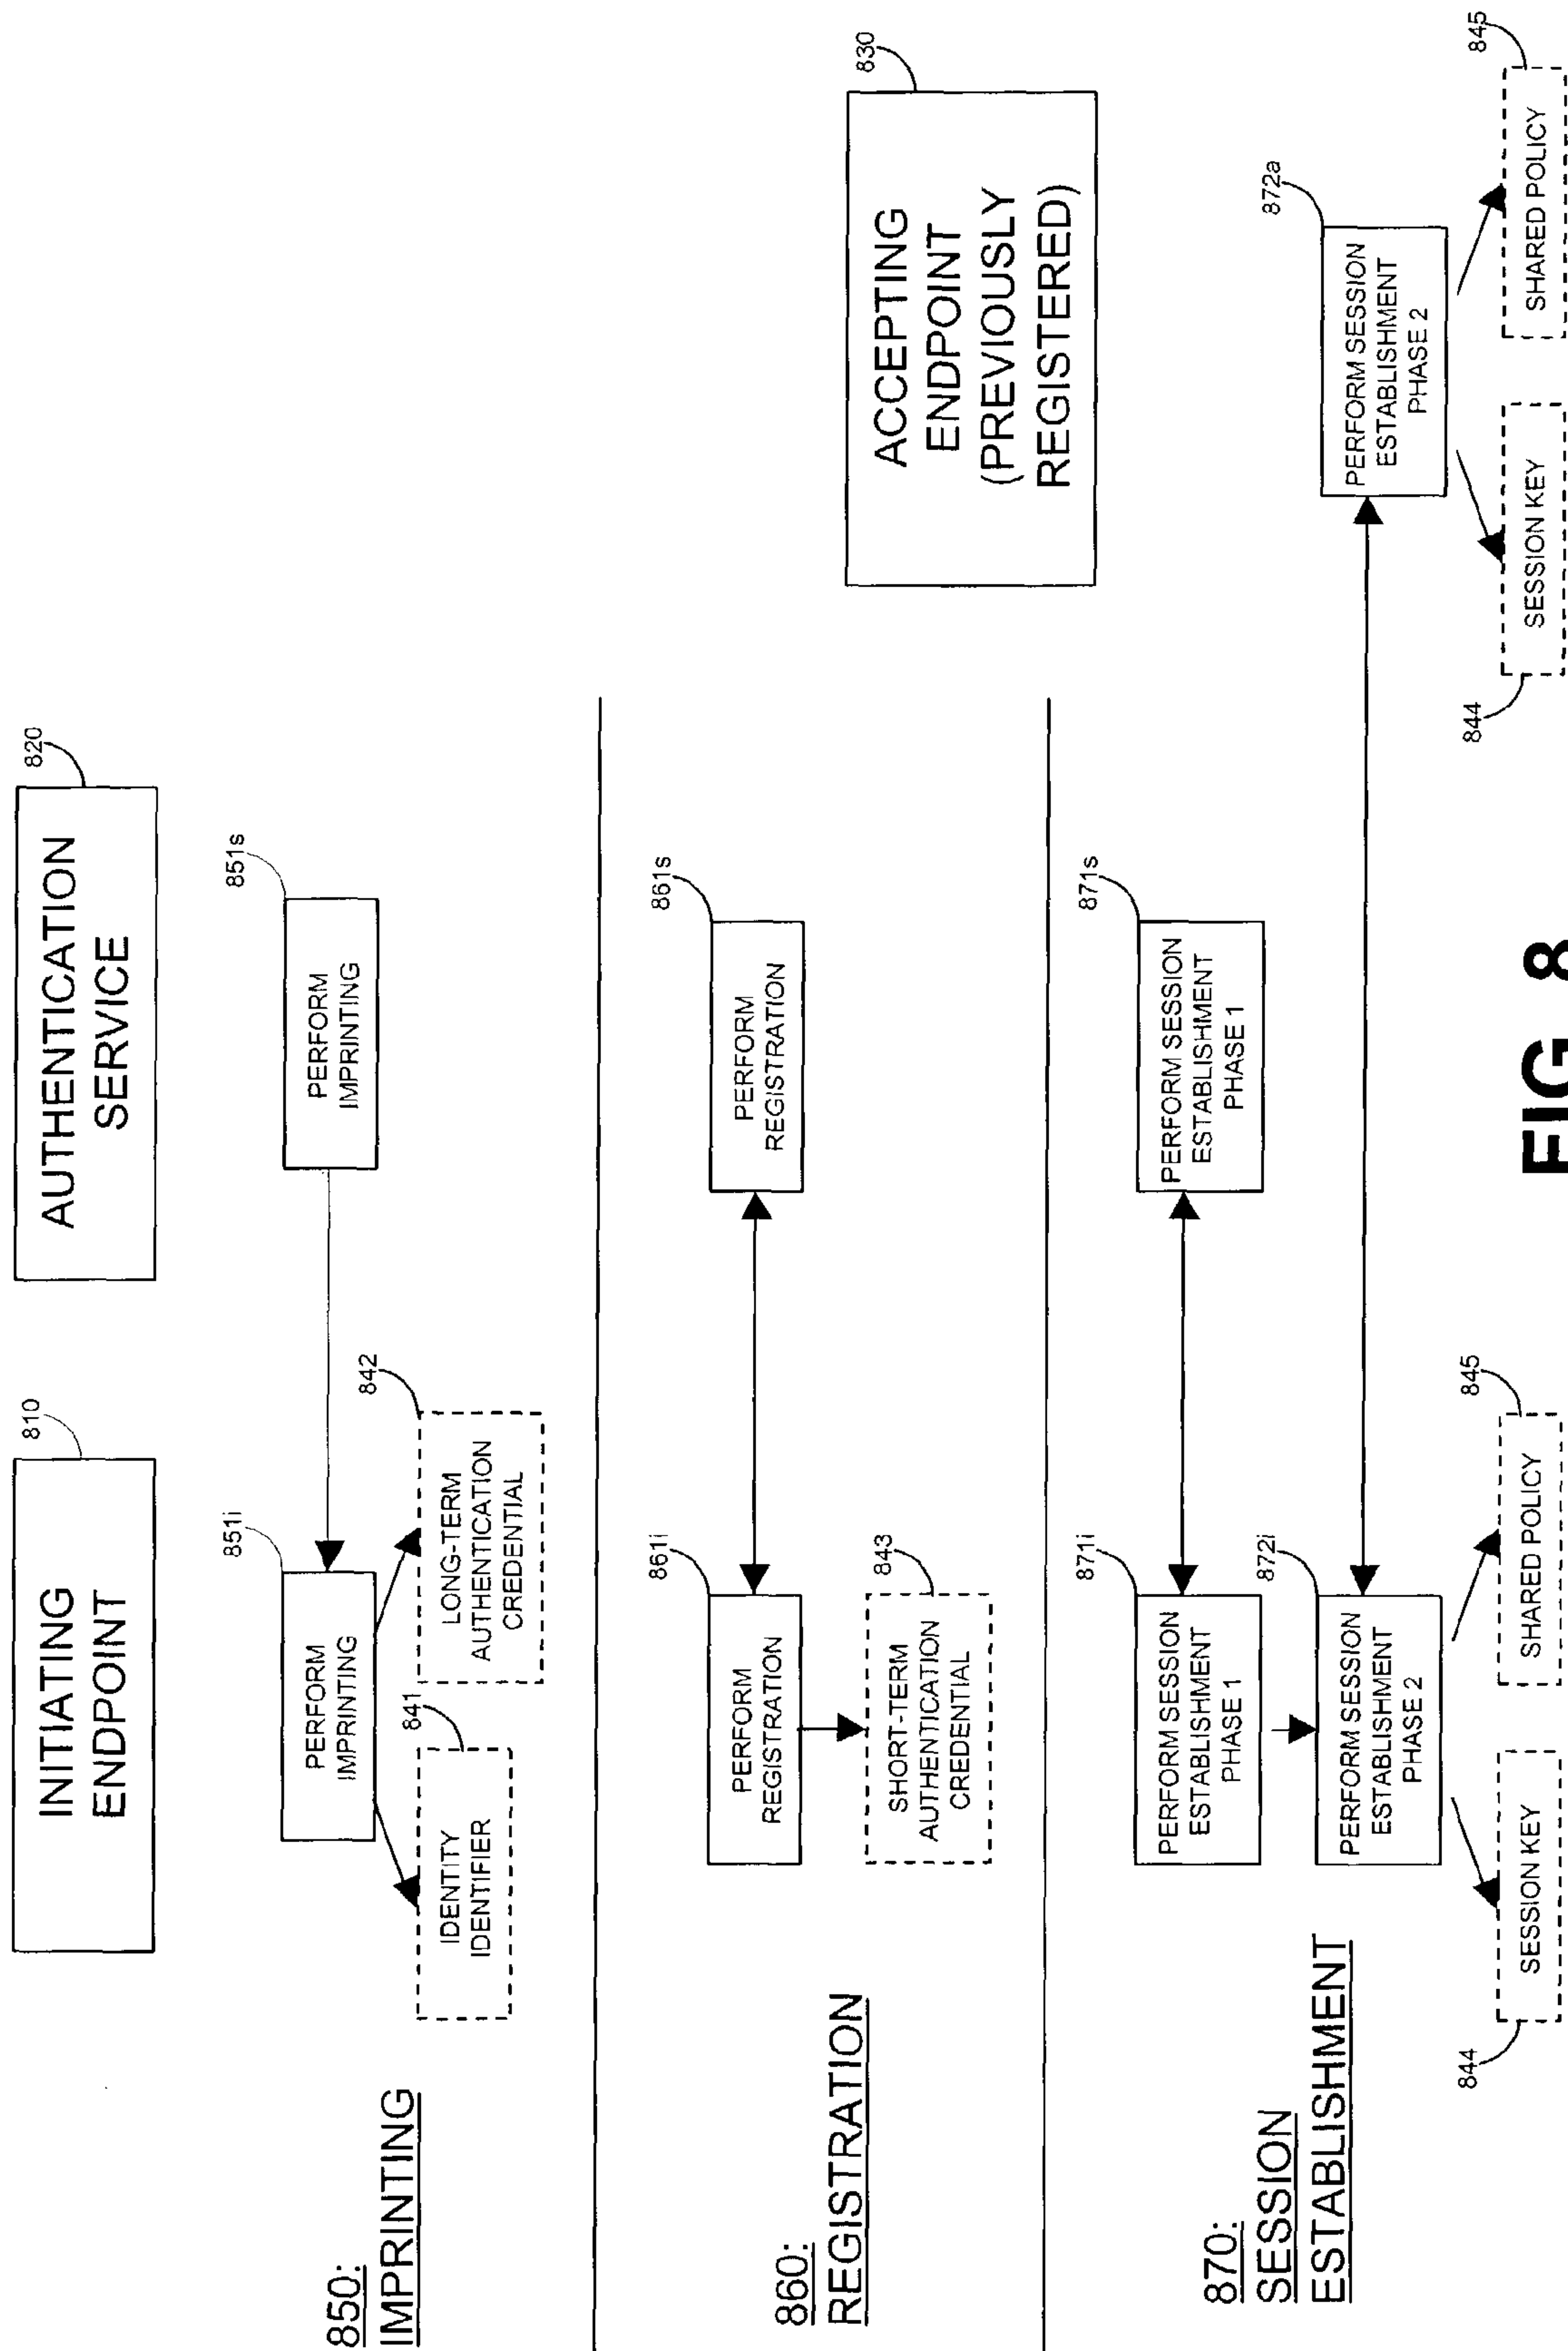 810
INITIATING
ENDPOINT
820
AUTHENTICATION
SERVICE
850:
IMPRINTING
851i
PERFORM
IMPRINTING
851s
PERFORM
IMPRINTING
841
IDENTITY
IDENTIFIER
842
LONG-TERM
AUTHENTICATION
CREDENTIAL
860:
REGISTRATION
861i
PERFORM
REGISTRATION
861s
PERFORM
REGISTRATION
843
SHORT-TERM
AUTHENTICATION
CREDENTIAL
830
ACCEPTING
ENDPOINT
(PREVIOUSLY
REGISTERED)
870:
SESSION
ESTABLISHMENT
871i
PERFORM SESSION
ESTABLISHMENT
PHASE 1
871s
PERFORM SESSION
ESTABLISHMENT
PHASE 1
872i
PERFORM SESSION
ESTABLISHMENT
PHASE 2
872a
PERFORM SESSION
ESTABLISHMENT
PHASE 2
844
SESSION KEY
845
SHARED POLICY
844
SESSION KEY
845
SHARED POLICY
FIG 8